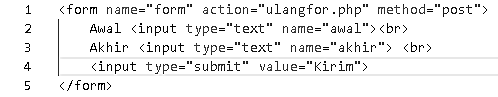 1 <form name="form" action="ulangfor.php" method="post">
2 Awal <input type="text" name="awal"><br>
3 Akhir <input type="text" name="akhir"> <br>
4 <input type="submit" value="Kirim">
5 </form>